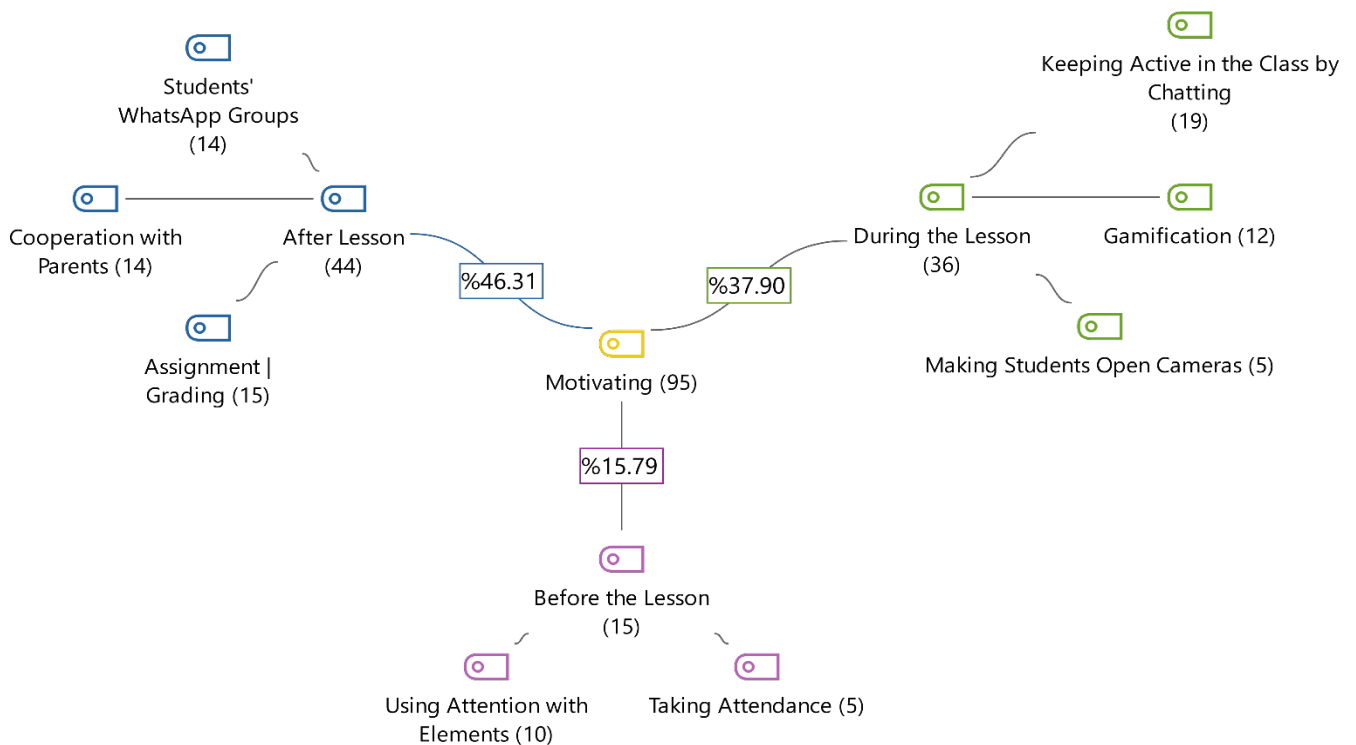 Students'
WhatsApp Groups
(14)
Cooperation with
Parents (14)
After Lesson
(44)
Assignment |
Grading (15)
%46.31
Motivating (95)
%37.90
Keeping Active in the Class by
Chatting
(19)
During the Lesson
(36)
Gamification (12)
Making Students Open Cameras (5)
%15.79
Before the Lesson
(15)
Using Attention with
Elements (10)
Taking Attendance (5)